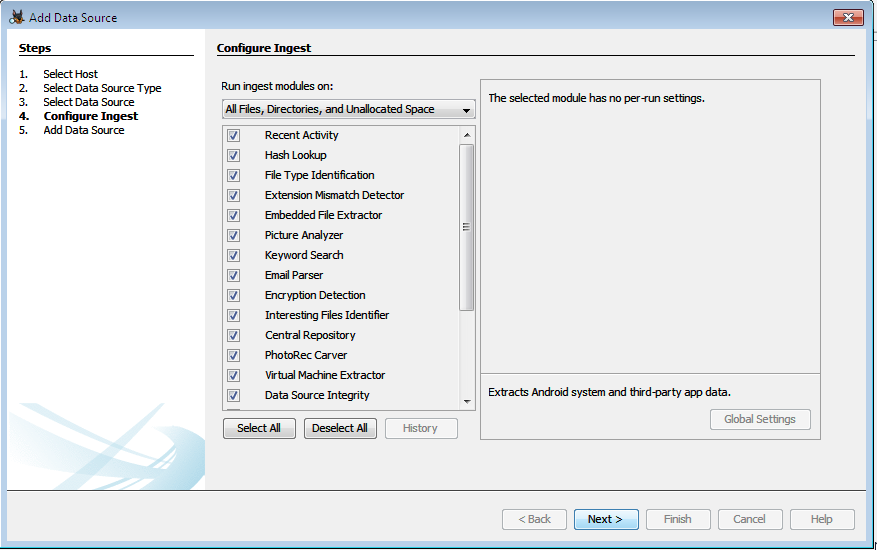 Add Data Source
Steps
1. Select Host
2. Select Data Source Type
3. Select Data Source
4. Configure Ingest
5. Add Data Source
Configure Ingest
Run ingest modules on:
All Files, Directories, and Unallocated Space
Recent Activity
Hash Lookup
File Type Identification
Extension Mismatch Detector
Embedded File Extractor
Picture Analyzer
Keyword Search
Email Parser
Encryption Detection
Interesting Files Identifier
Central Repository
PhotoRec Carver
Virtual Machine Extractor
Data Source Integrity
Select All
Deselect All
History
The selected module has no per-run settings.
Extracts Android system and third-party app data.
Global Settings
< Back
Next >
Finish
Cancel
Help